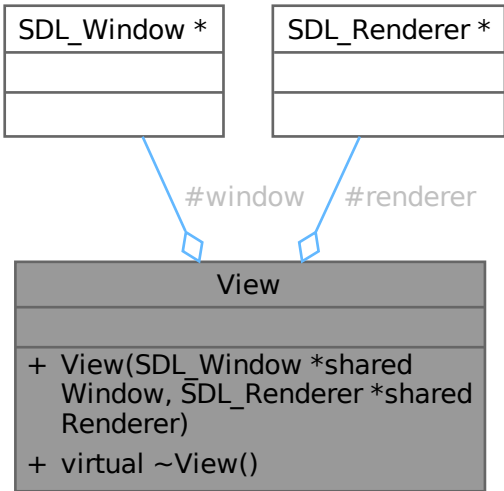 SDL_Window *
SDL_Renderer *
#window
#renderer
View
+ View(SDL_Window *shared
Window, SDL_Renderer *shared
Renderer)
+ virtual ~View()